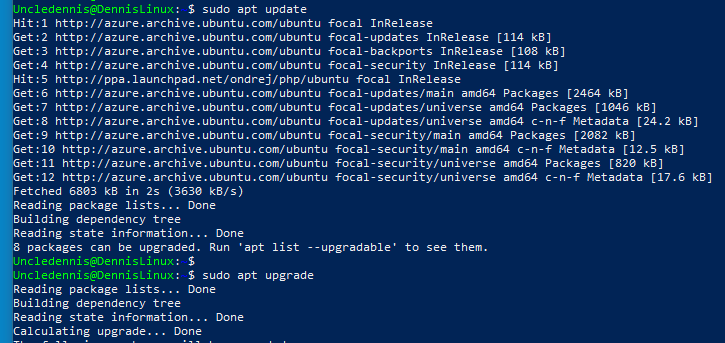 Uncledennis@DennisLinux: $ sudo apt update
Hit:1 http://azure.archive.ubuntu.com/ubuntu focal InRelease
Get:2 http://azure.archive.ubuntu.com/ubuntu focal-updates InRelease [114 kB]
Get:3 http://azure.archive.ubuntu.com/ubuntu focal-backports InRelease [108 kB]
Get:4 http://azure.archive.ubuntu.com/ubuntu focal-security InRelease [114 kB]
Hit:5 http://ppa.launchpad.net/ondrej/php/ubuntu focal InRelease
Get:6 http://azure.archive.ubuntu.com/ubuntu focal-updates/main amd64 Packages [2464 kB]
Get:7 http://azure.archive.ubuntu.com/ubuntu focal-updates/universe amd64 Packages [1046 kB]
Get:8 http://azure.archive.ubuntu.com/ubuntu focal-updates/universe amd64 c-n-f Metadata [24.2 kB]
Get:9 http://azure.archive.ubuntu.com/ubuntu focal-security/main amd64 Packages [2082 kB]
Get:10 http://azure.archive.ubuntu.com/ubuntu focal-security/main amd64 c-n-f Metadata [12.5 kB]
Get:11 http://azure.archive.ubuntu.com/ubuntu focal-security/universe amd64 Packages [820 kB]
Get:12 http://azure.archive.ubuntu.com/ubuntu focal-security/universe amd64 c-n-f Metadata [17.6 kB]
Fetched 6803 kB in 2s (3630 kB/s)
Reading package lists... Done
Building dependency tree
Reading state information... Done
8 packages can be upgraded. Run 'apt list --upgradable' to see them.
Uncledennis@DennisLinux: $
Uncledennis@DennisLinux: $ sudo apt upgrade
Reading package lists... Done
Building dependency tree
Reading state information... Done
Calculating upgrade... Done